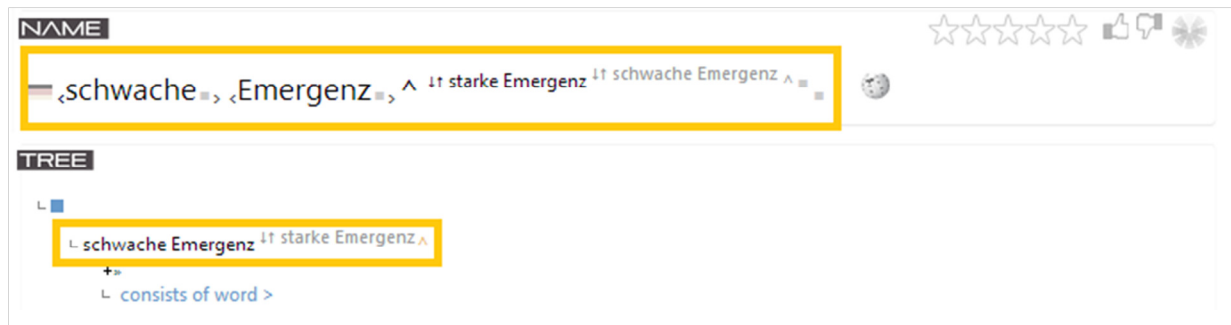 NAME
‹schwache▪› ‹Emergenz▪› ^ ↓↑ starke Emergenz ↓↑ schwache Emergenz ^ ▪ ▪
TREE
└ ■
└ schwache Emergenz ↓↑ starke Emergenz ^
+»
└ consists of word >